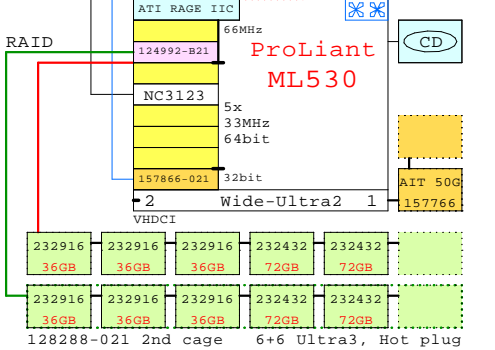 ATI RAGE IIC
66MHz
RAID
124992-B21
ProLiant
ML530
CD
NC3123
5x
33MHz
64bit
157866-021
32bit
AIT 50G
157766
2
Wide-Ultra2
1
VHDCI
232916 232916 232916 232432 232432
36GB 36GB 36GB 72GB 72GB
232916 232916 232916 232432 232432
36GB 36GB 36GB 72GB 72GB
128288-021 2nd cage
6+6 Ultra3, Hot plug